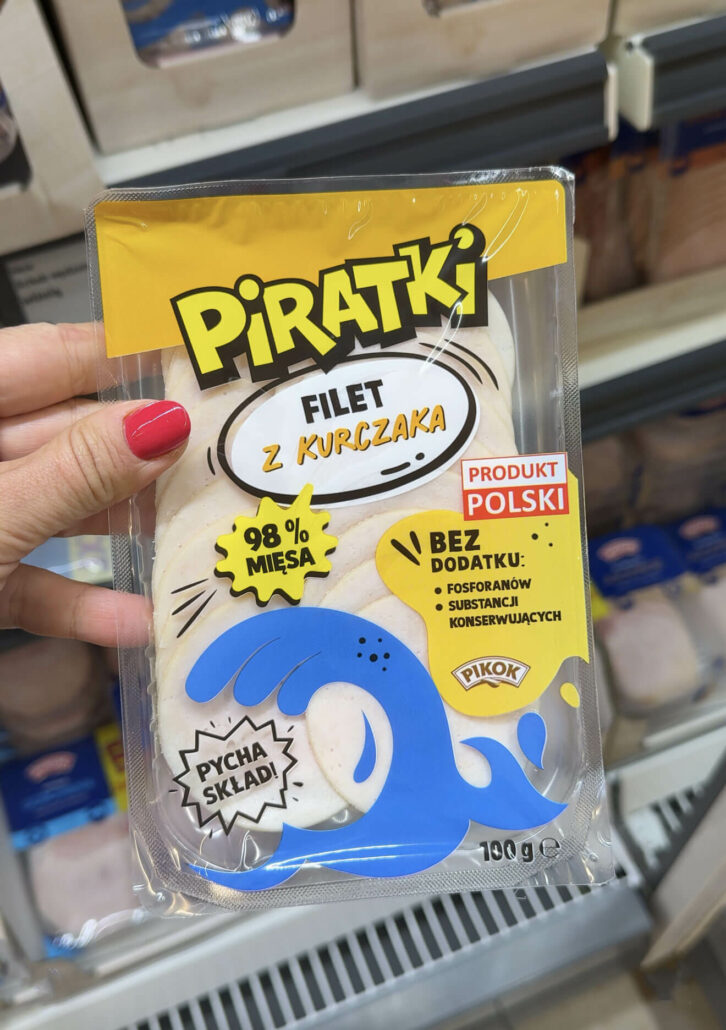 PiRATKi
FILET
Z KURCZAKA
PRODUKT
POLSKI
98 %
MIĘSA
BEZ
DODATKU:
• FOSFORANÓW
• SUBSTANCJI
KONSERWUJĄCYCH
PIKOK
PYCHA
SKŁAD!
100 g ℮